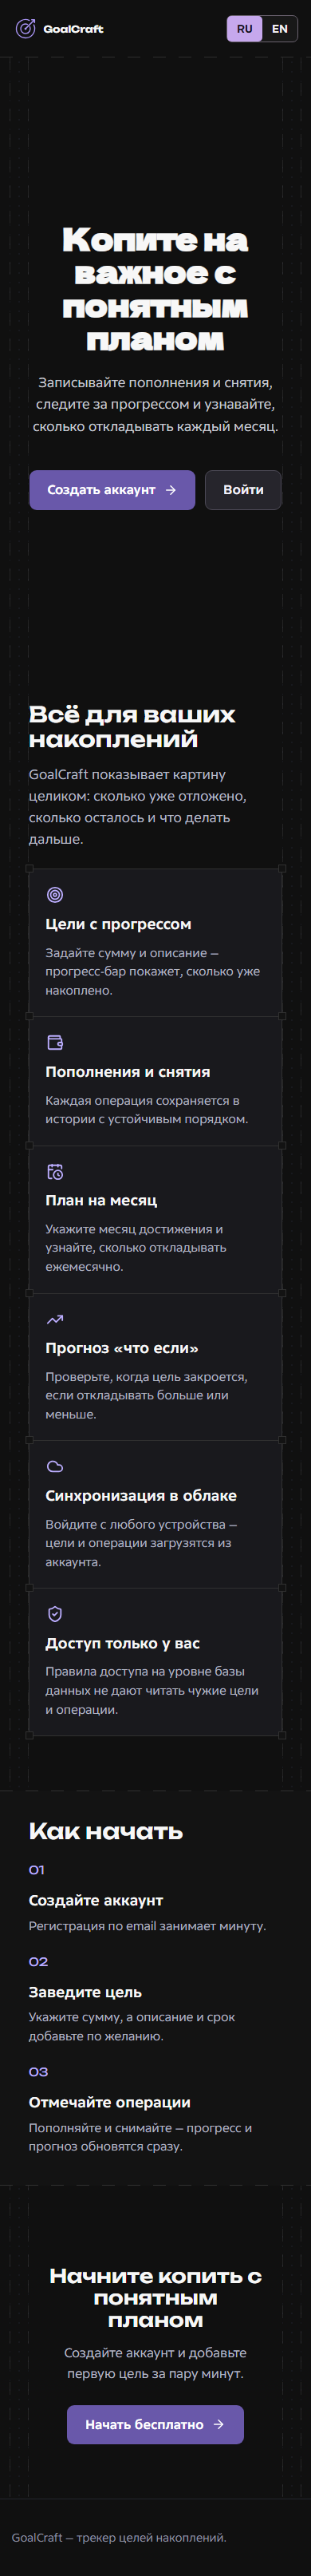 GoalCraft
RU EN
Копите на
важное с
понятным
планом
Записывайте пополнения и снятия,
следите за прогрессом и узнавайте,
сколько откладывать каждый месяц.
Создать аккаунт → Войти
Всё для ваших
накоплений
GoalCraft показывает картину
целиком: сколько уже отложено,
сколько осталось и что делать
дальше.
Цели с прогрессом
Задайте сумму и описание —
прогресс-бар покажет, сколько уже
накоплено.
Пополнения и снятия
Каждая операция сохраняется в
истории с устойчивым порядком.
План на месяц
Укажите месяц достижения и
узнайте, сколько откладывать
ежемесячно.
Прогноз «что если»
Проверьте, когда цель закроется,
если откладывать больше или
меньше.
Синхронизация в облаке
Войдите с любого устройства —
цели и операции загрузятся из
аккаунта.
Доступ только у вас
Правила доступа на уровне базы
данных не дают читать чужие цели
и операции.
Как начать
01
Создайте аккаунт
Регистрация по email занимает минуту.
02
Заведите цель
Укажите сумму, а описание и срок
добавьте по желанию.
03
Отмечайте операции
Пополняйте и снимайте — прогресс и
прогноз обновятся сразу.
Начните копить с
понятным
планом
Создайте аккаунт и добавьте
первую цель за пару минут.
Начать бесплатно →
GoalCraft — трекер целей накоплений.